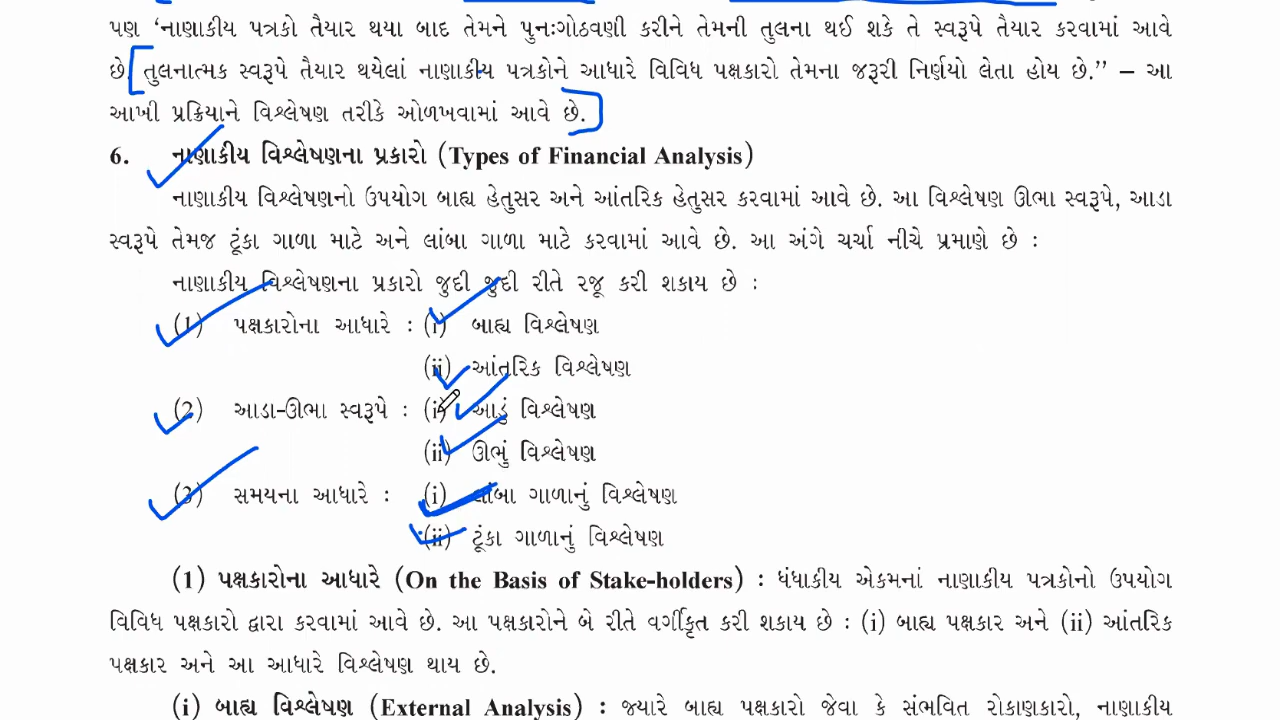 પણ ‘નાણાકીય પત્રકો તૈયાર થયા બાદ તેમને પુનઃગોઠવણી કરીને તેમની તુલના થઈ શકે તે સ્વરૂપે તૈયાર કરવામાં આવે
છે. તુલનાત્મક સ્વરૂપે તૈયાર થયેલાં નાણાકીય પત્રકોને આધારે વિવિધ પક્ષકારો તેમના જરૂરી નિર્ણયો લેતા હોય છે.” – આ
આખી પ્રક્રિયાને વિશ્લેષણ તરીકે ઓળખવામાં આવે છે.
6. નાણાકીય વિશ્લેષણના પ્રકારો (Types of Financial Analysis)
નાણાકીય વિશ્લેષણનો ઉપયોગ બાહ્ય હેતુસર અને આંતરિક હેતુસર કરવામાં આવે છે. આ વિશ્લેષણ ઊભા સ્વરૂપે, આડા
સ્વરૂપે તેમજ ટૂંકા ગાળા માટે અને લાંબા ગાળા માટે કરવામાં આવે છે. આ અંગે ચર્ચા નીચે પ્રમાણે છે :
નાણાકીય વિશ્લેષણના પ્રકારો જુદી જુદી રીતે રજૂ કરી શકાય છે :
(1) પક્ષકારોના આધારે : (i) બાહ્ય વિશ્લેષણ
(ii) આંતરિક વિશ્લેષણ
(2) આડા-ઊભા સ્વરૂપે : (i) આડું વિશ્લેષણ
(ii) ઊભું વિશ્લેષણ
(3) સમયના આધારે : (i) લાંબા ગાળાનું વિશ્લેષણ
(ii) ટૂંકા ગાળાનું વિશ્લેષણ
(1) પક્ષકારોના આધારે (On the Basis of Stake-holders) : ધંધાકીય એકમનાં નાણાકીય પત્રકોનો ઉપયોગ
વિવિધ પક્ષકારો દ્વારા કરવામાં આવે છે. આ પક્ષકારોને બે રીતે વર્ગીકૃત કરી શકાય છે : (i) બાહ્ય પક્ષકાર અને (ii) આંતરિક
પક્ષકાર અને આ આધારે વિશ્લેષણ થાય છે.
(i) બાહ્ય વિશ્લેષણ (External Analysis) : જ્યારે બાહ્ય પક્ષકારો જેવા કે સંભવિત રોકાણકારો, નાણાકીય